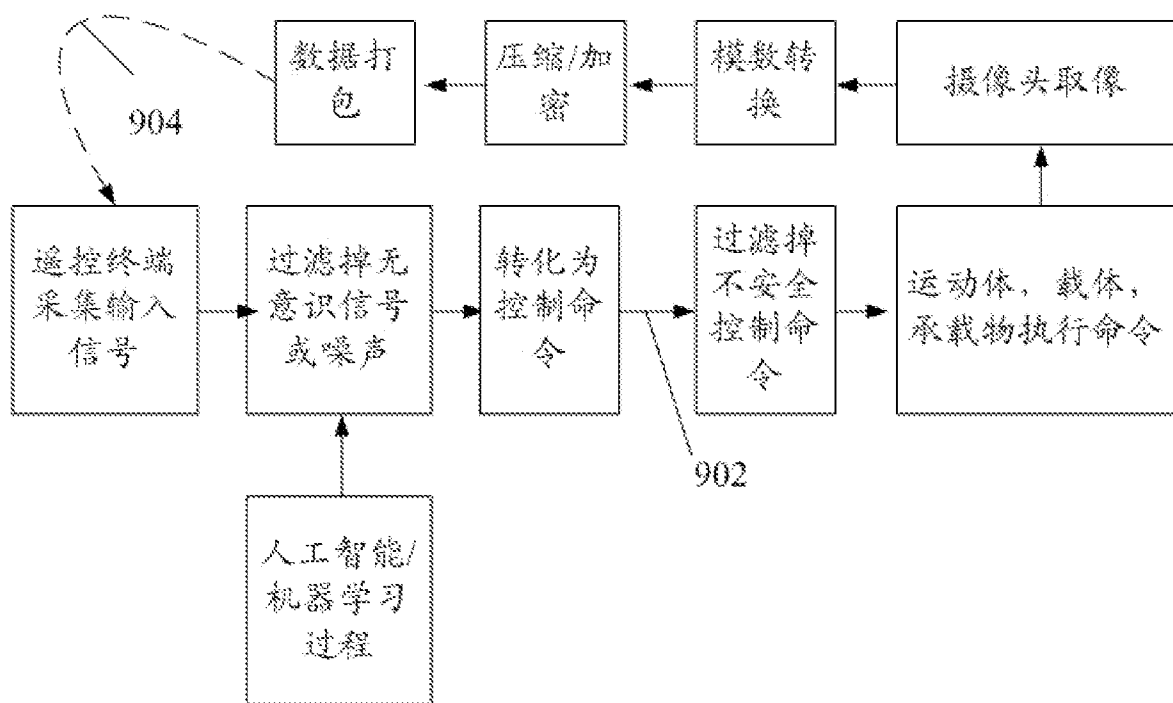 数据打
包
压缩/加
密
模数转
换
摄像头取像
904
遥控终端
采集输入
信号
过滤掉无
意识信号
或噪声
转化为
控制命
令
过滤掉
不安全
控制命
令
运动体，载体，
承载物执行命令
902
人工智能/
机器学习
过程